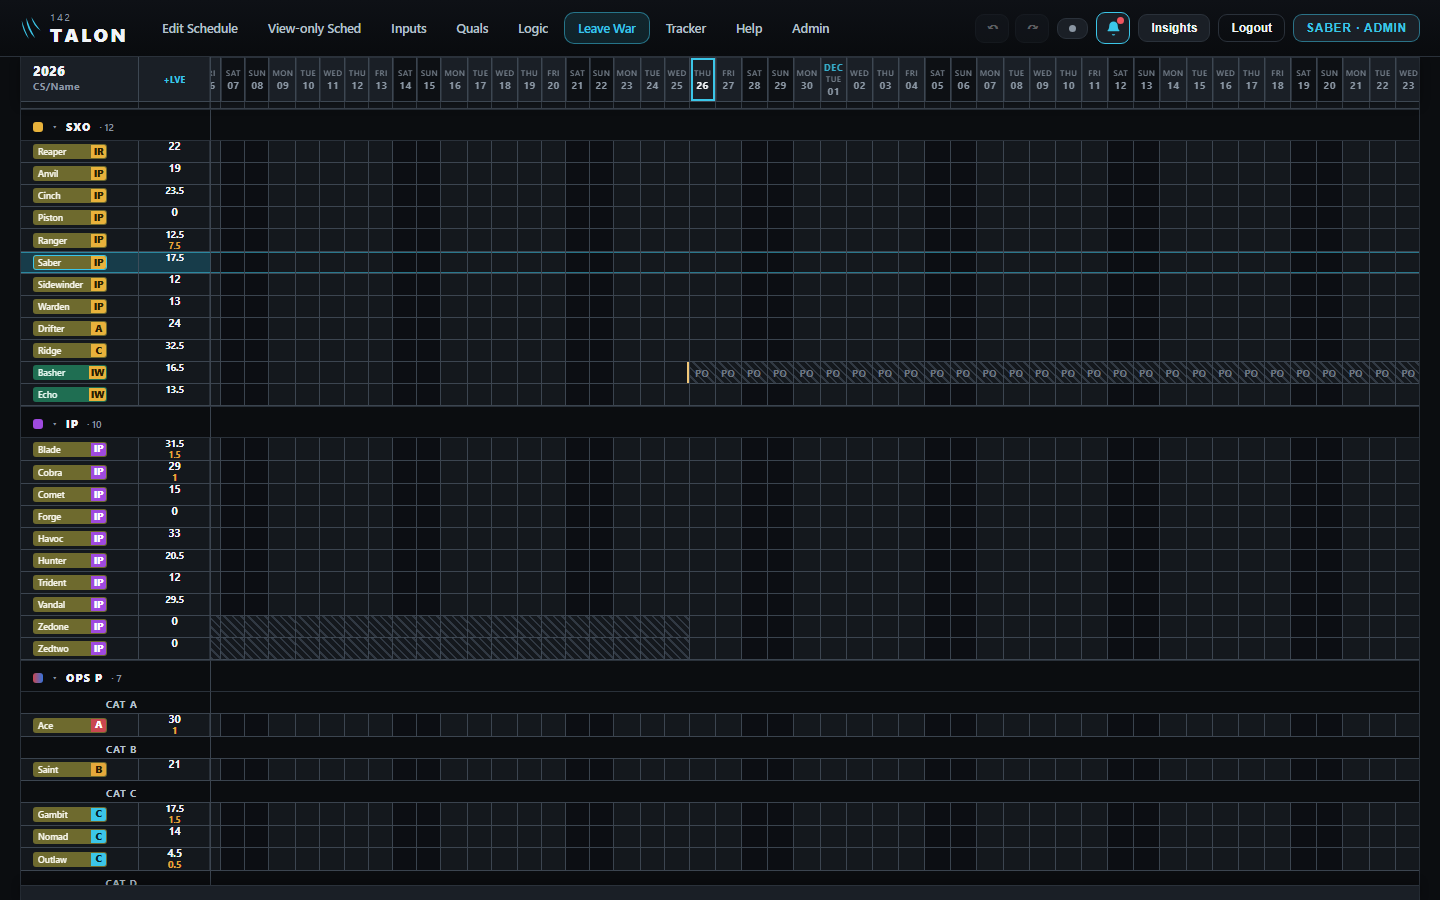 142
TALON
Edit Schedule View-only Sched Inputs Quals Logic Leave War Tracker Help Admin Insights Logout SABER · ADMIN
2026
CS/Name
+LVE
SAT SUN MON TUE WED THU FRI SAT SUN MON TUE WED THU FRI SAT SUN MON TUE WED THU FRI SAT SUN MON DEC TUE WED THU FRI SAT SUN MON TUE WED THU FRI SAT SUN MON TUE WED THU FRI SAT SUN MON TUE WED
07 08 09 10 11 12 13 14 15 16 17 18 19 20 21 22 23 24 25 26 27 28 29 30 01 02 03 04 05 06 07 08 09 10 11 12 13 14 15 16 17 18 19 20 21 22 23
· SXO · 12
Reaper IR 22
Anvil IP 19
Cinch IP 23.5
Piston IP 0
Ranger IP 12.5
7.5
Saber IP 17.5
Sidewinder IP 12
Warden IP 13
Drifter A 24
Ridge C 32.5
Basher IW 16.5 PO PO PO PO PO PO PO PO PO PO PO PO PO PO PO PO PO PO PO PO PO PO PO PO PO PO PO PO
Echo IW 13.5
· IP · 10
Blade IP 31.5
1.5
Cobra IP 29
1
Comet IP 15
Forge IP 0
Havoc IP 33
Hunter IP 20.5
Trident IP 12
Vandal IP 29.5
Zedone IP 0
Zedtwo IP 0
· OPS P · 7
CAT A
Ace A 30
1
CAT B
Saint B 21
CAT C
Gambit C 17.5
1.5
Nomad C 14
Outlaw C 4.5
0.5
CAT D